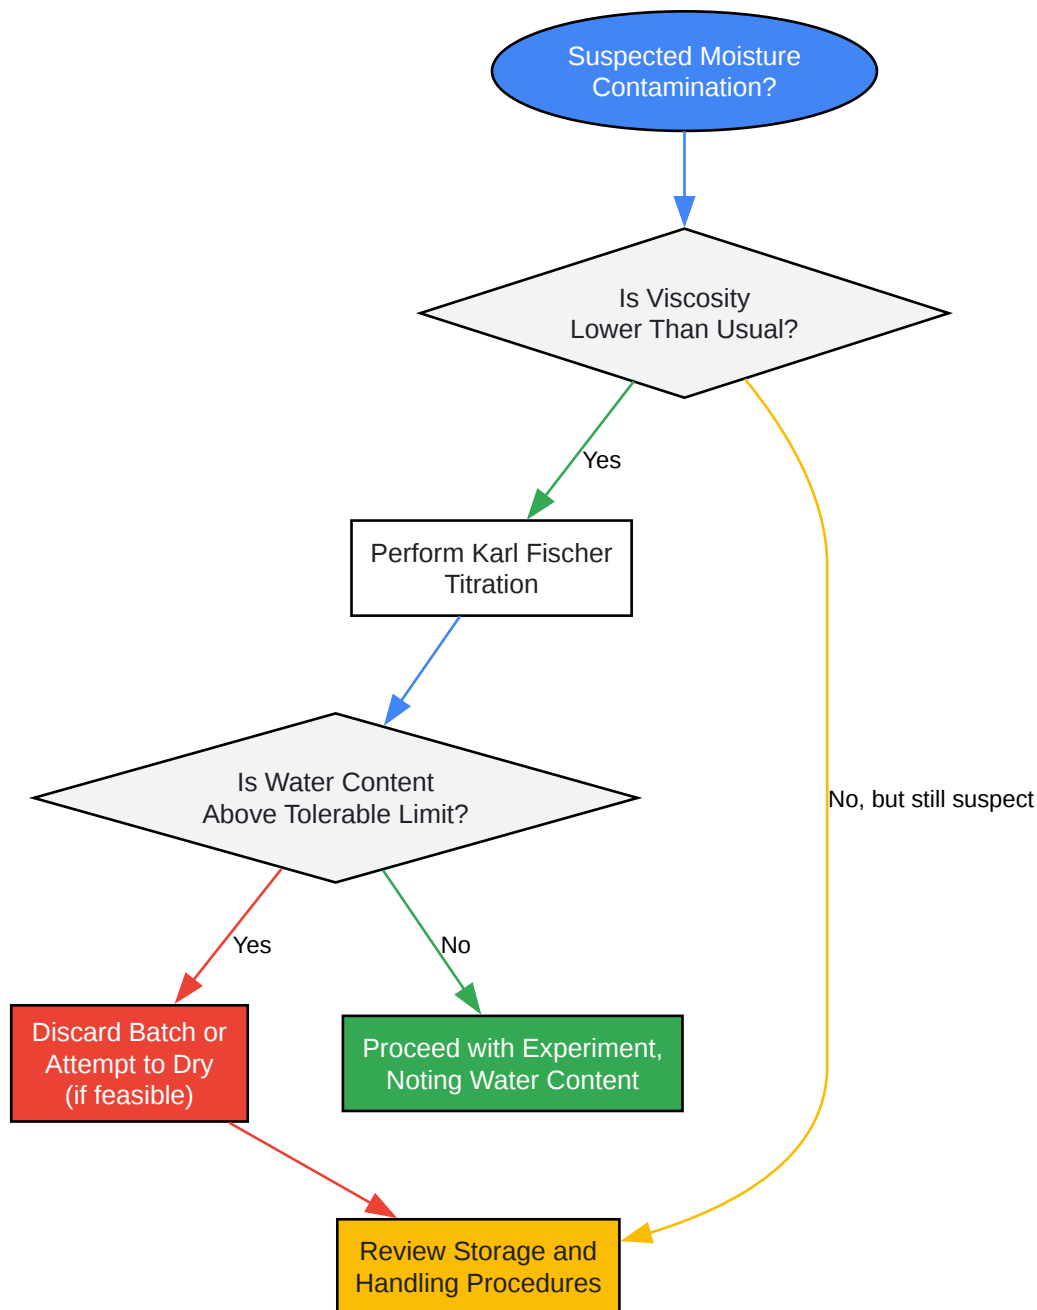 Suspected Moisture
Contamination?
Is Viscosity
Lower Than Usual?
Yes
Perform Karl Fischer
Titration
Is Water Content
Above Tolerable Limit?
No, but still suspect
Yes
No
Discard Batch or
Attempt to Dry
(if feasible)
Proceed with Experiment,
Noting Water Content
Review Storage and
Handling Procedures